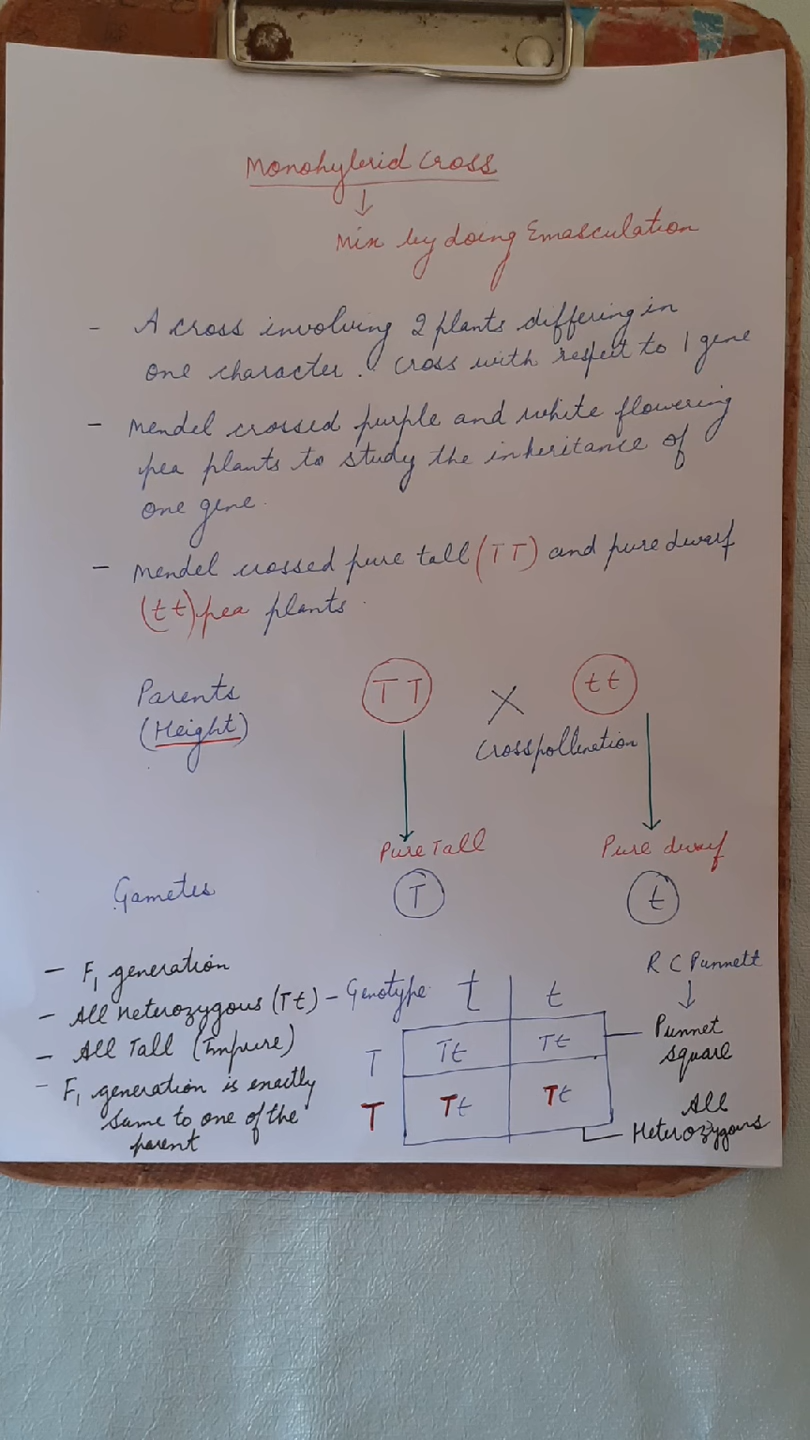 Monohybrid Cross
↓
Mix by doing Emasculation
- A cross involving 2 plants differing in
one character. Cross with respect to 1 gene
- Mendel crossed purple and white flowering
pea plants to study the inheritance of
one gene.
- Mendel crossed pure tall (TT) and pure dwarf
(tt) pea plants.
Parents
(Height)
TT
X
tt
Crosspollination
Pure Tall
Pure dwarf
Gametes
T
t
- F1 generation
- All Heterozygous (Tt) - Genotype
- All Tall (Impure)
- F1 generation is exactly
same to one of the
parent
t t
T Tt Tt
T Tt Tt
R C Punnett
↓
Punnet
square
All
Heterozygous